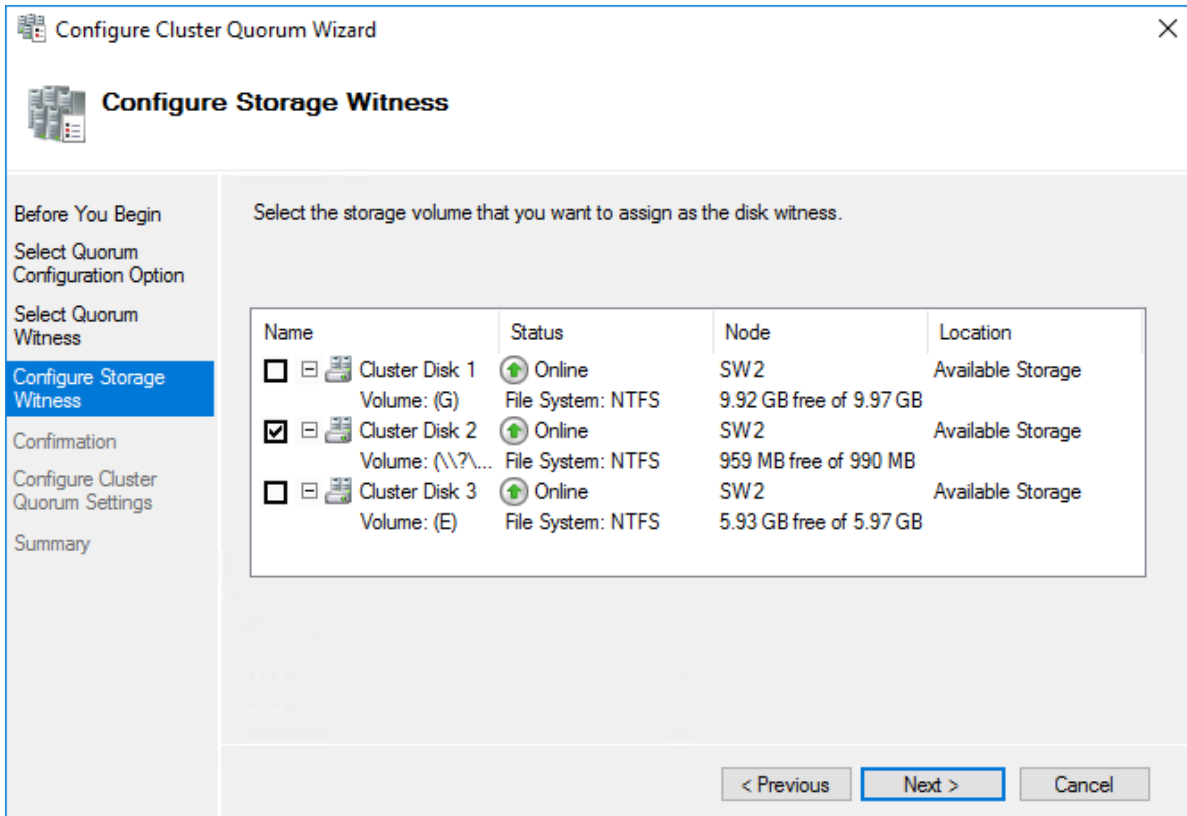 Configure Cluster Quorum Wizard
Configure Storage Witness
Before You Begin
Select Quorum
Configuration Option
Select Quorum
Witness
Configure Storage
Witness
Confirmation
Configure Cluster
Quorum Settings
Summary
Select the storage volume that you want to assign as the disk witness.
Name Status Node Location
Cluster Disk 1 Online SW2 Available Storage
Volume: (G) File System: NTFS 9.92 GB free of 9.97 GB
Cluster Disk 2 Online SW2 Available Storage
Volume: (\\?\... File System: NTFS 959 MB free of 990 MB
Cluster Disk 3 Online SW2 Available Storage
Volume: (E) File System: NTFS 5.93 GB free of 5.97 GB
< Previous Next > Cancel